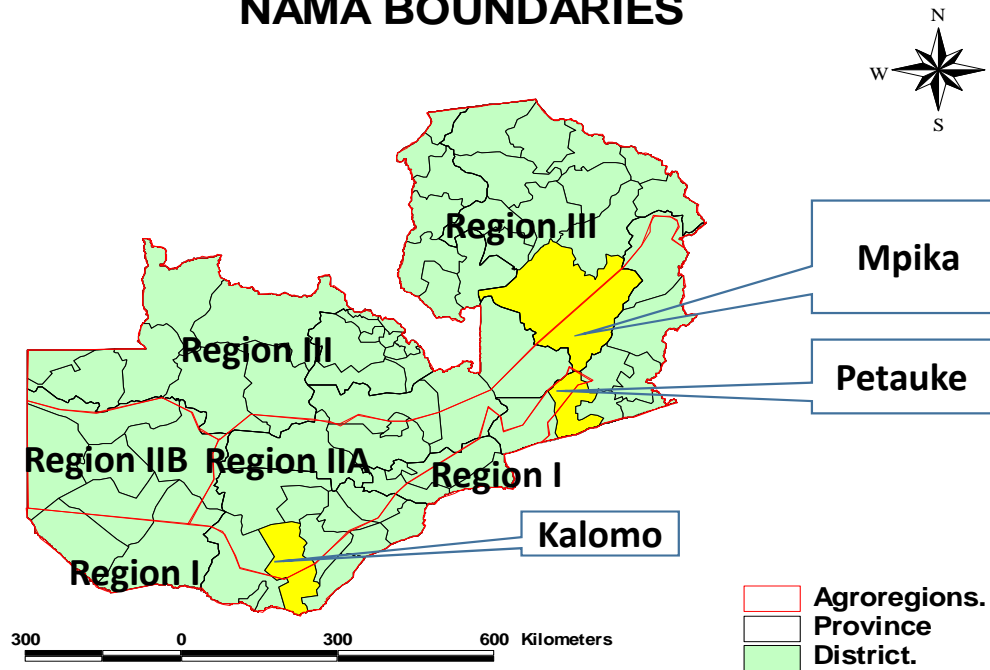 NAMA BOUNDARIES
N
W
S
Region III
Mpika
Region III
Petauke
Region IIB
Region IIA
Region I
Kalomo
Region I
Agroregions.
Province
District.
300 0 300 600 Kilometers